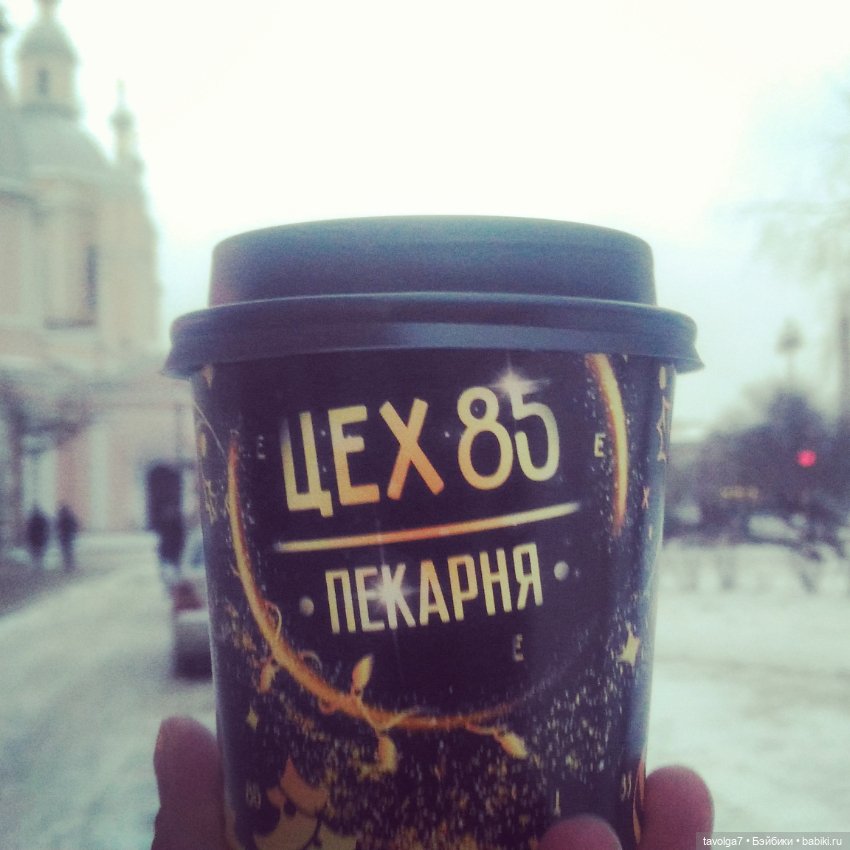 ЦЕХ 85
• ПЕКАРНЯ •
tavolga7 • Бэйбики • babiki.ru